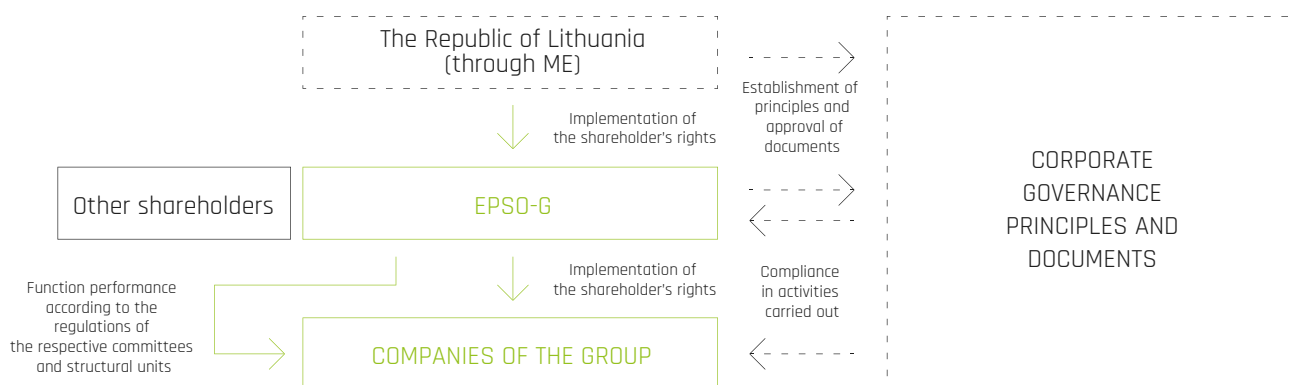 The Republic of Lithuania
(through ME)
Implementation of
the shareholder's rights
Establishment of
principles and
approval of
documents
Other shareholders
EPSO-G
CORPORATE
GOVERNANCE
PRINCIPLES AND
DOCUMENTS
Function performance
according to the
regulations of
the respective committees
and structural units
Implementation of
the shareholder's rights
Compliance
in activities
carried out
COMPANIES OF THE GROUP